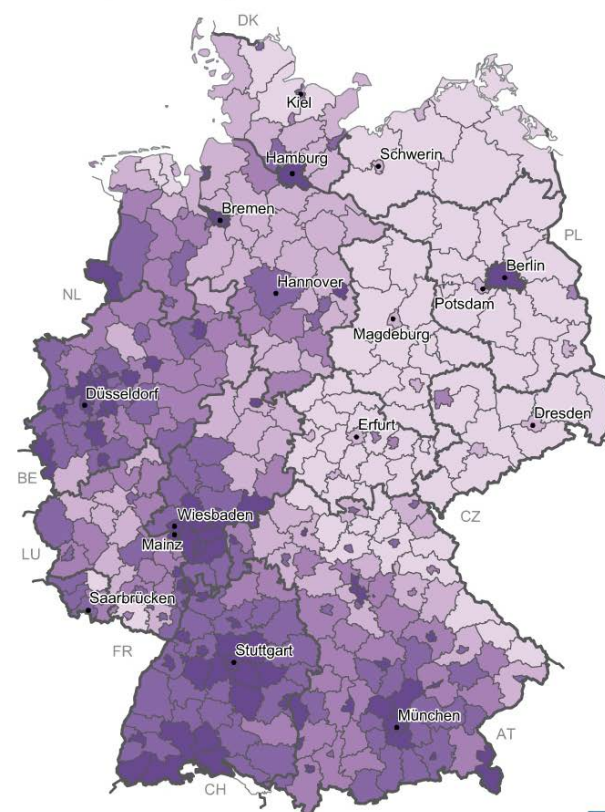 DK
Kiel
Hamburg
Schwerin
Bremen
PL
Berlin
NL
Hannover
Potsdam
Magdeburg
Düsseldorf
Erfurt
Dresden
BE
CZ
Wiesbaden
LU
Mainz
Saarbrücken
FR
Stuttgart
München
AT
CH